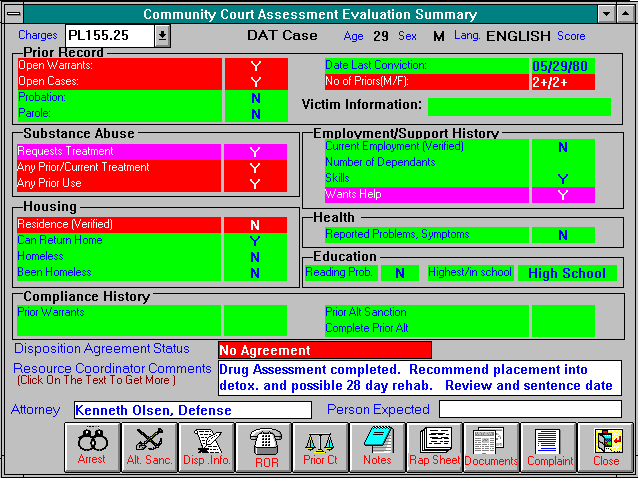 Community Court Assessment Evaluation Summary
Charges PL155.25 DAT Case Age 29 Sex M Lang. ENGLISH Score
Prior Record
Open Warrants: Y
Open Cases: Y
Probation: N
Parole: N
Date Last Conviction: 05/29/80
No of Priors(M/F): 2+/2+
Victim Information:
Substance Abuse
Requests Treatment Y
Any Prior/Current Treatment Y
Any Prior Use Y
Employment/Support History
Current Employment (Verified) N
Number of Dependants
Skills Y
Wants Help Y
Housing
Residence (Verified) N
Can Return Home Y
Homeless N
Been Homeless N
Health
Reported Problems, Symptoms N
Education
Reading Prob. N Highest/in school High School
Compliance History
Prior Warrants
Prior Alt Sanction
Complete Prior Alt
Disposition Agreement Status No Agreement
Resource Coordinator Comments
(Click On The Text To Get More )
Drug Assessment completed. Recommend placement into
detox. and possible 28 day rehab. Review and sentence date
Attorney Kenneth Olsen, Defense Person Expected
Arrest Alt. Sanc. Disp .Info. ROR Prior Ct Notes Rap Sheet Documents Complaint Close